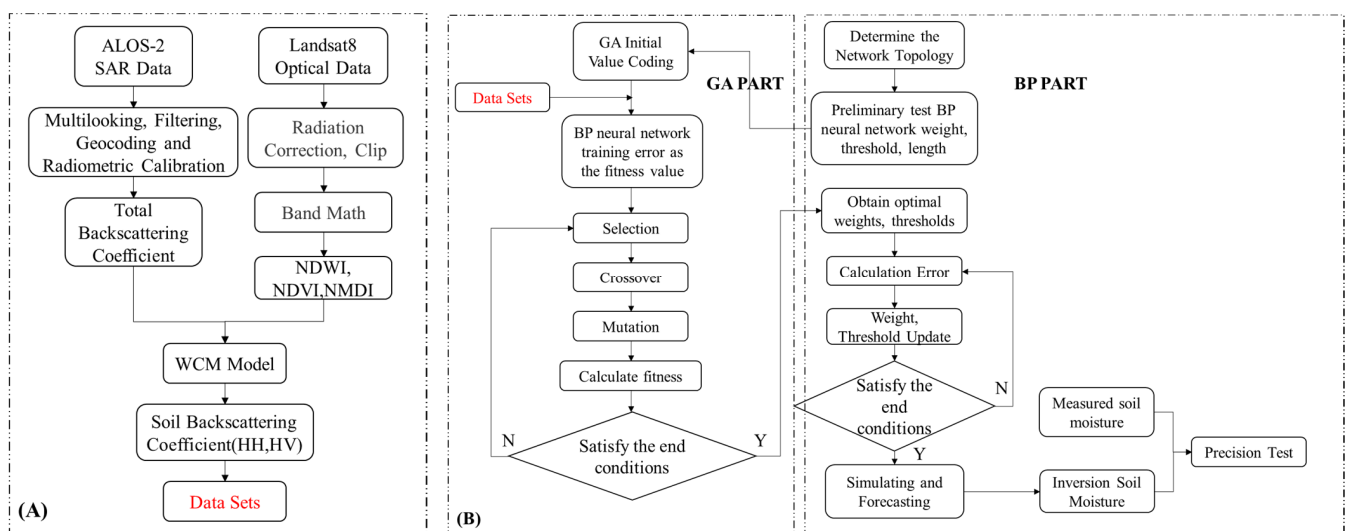 ALOS-2
SAR Data
Landsat8
Optical Data
Multilooking, Filtering,
Geocoding and
Radiometric Calibration
Radiation
Correction, Clip
Total
Backscattering
Coefficient
Band Math
NDWI,
NDVI,NMDI
WCM Model
Soil Backscattering
Coefficient(HH,HV)
Data Sets
(A)
GA Initial
Value Coding
GA PART
Data Sets
BP neural network
training error as
the fitness value
Selection
Crossover
Mutation
Calculate fitness
Satisfy the end
conditions
N
Y
(B)
Determine the
Network Topology
BP PART
Preliminary test BP
neural network weight,
threshold, length
Obtain optimal
weights, thresholds
Calculation Error
Weight,
Threshold Update
Satisfy the
end
conditions
N
Y
Simulating and
Forecasting
Measured soil
moisture
Inversion Soil
Moisture
Precision Test